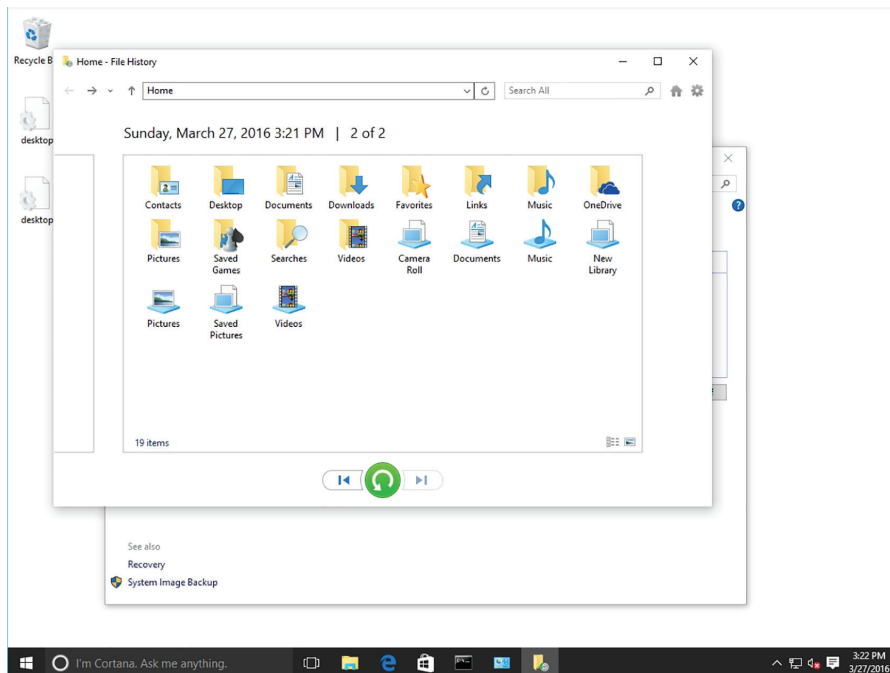 Recycle B
desktop
desktop
Home - File History
Home
Search All
Sunday, March 27, 2016 3:21 PM | 2 of 2
Contacts Desktop Documents Downloads Favorites Links Music OneDrive
Pictures Saved Games Searches Videos Camera Roll Documents Music New Library
Pictures Saved Pictures Videos
19 items
See also
Recovery
System Image Backup
I'm Cortana. Ask me anything.
3:22 PM
3/27/2016